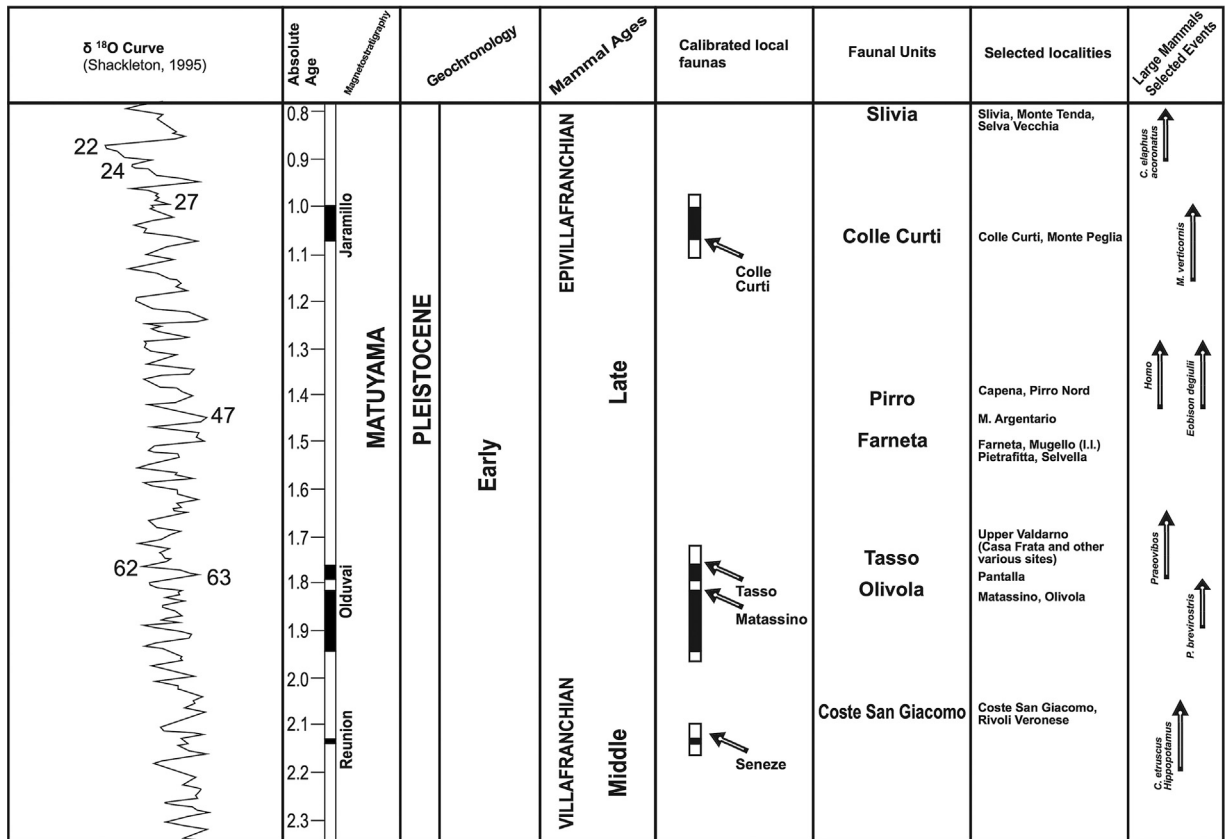 δ 18O Curve
(Shackleton, 1995)
Absolute
Age
Magnetostratigraphy
Geochronology
Mammal Ages
Calibrated local
faunas
Faunal Units
Selected localities
Large Mammals
Selected Events
22
24
27
47
62
63
0.8
0.9
1.0
1.1
1.2
1.3
1.4
1.5
1.6
1.7
1.8
1.9
2.0
2.1
2.2
2.3
Jaramillo
Olduvai
Reunion
MATUYAMA
PLEISTOCENE
Early
EPIVILLAFRANCHIAN
VILLAFRANCHIAN
Late
Middle
Colle
Curti
Tasso
Matassino
Seneze
Slivia
Colle Curti
Pirro
Farneta
Tasso
Olivola
Coste San Giacomo
Slivia, Monte Tenda,
Selva Vecchia
Colle Curti, Monte Peglia
Capena, Pirro Nord
M. Argentario
Farneta, Mugello (l.l.)
Pietrafitta, Selvella
Upper Valdarno
(Casa Frata and other
various sites)
Pantalla
Matassino, Olivola
Coste San Giacomo,
Rivoli Veronese
C. elaphus
acoronatus
M. verticornis
Homo
Eobison degiulii
Praeovibos
P. brevirostris
C. etruscus
Hippopotamus